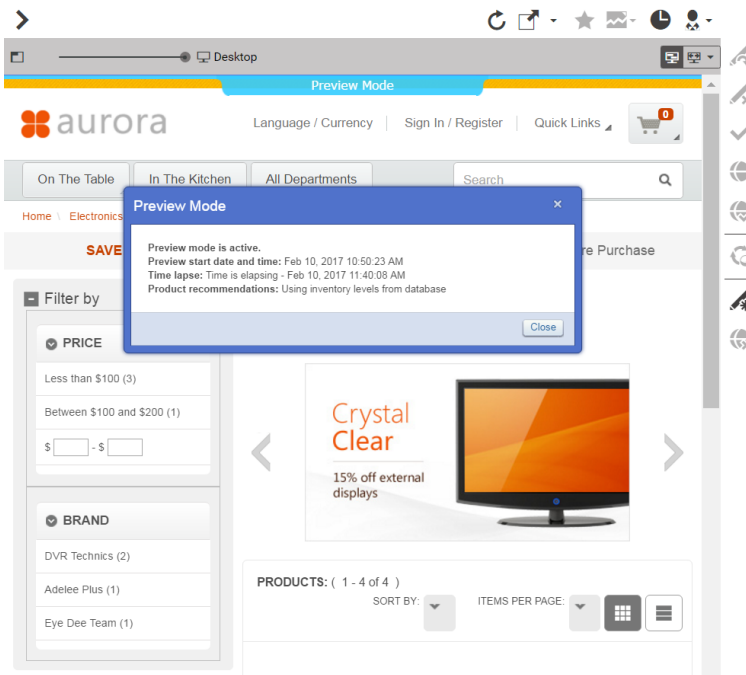 Desktop
Preview Mode
aurora
Language / Currency
Sign In / Register
Quick Links
0
On The Table
In The Kitchen
All Departments
Search
Home \ Electronics
Preview Mode
×
SAVE
re Purchase
Preview mode is active.
Preview start date and time: Feb 10, 2017 10:50:23 AM
Time lapse: Time is elapsing - Feb 10, 2017 11:40:08 AM
Product recommendations: Using inventory levels from database
Close
Filter by
PRICE
Less than $100 (3)
Between $100 and $200 (1)
$ - $
BRAND
DVR Technics (2)
Adelee Plus (1)
Eye Dee Team (1)
Crystal
Clear
15% off external
displays
PRODUCTS: ( 1 - 4 of 4 )
SORT BY:
ITEMS PER PAGE: